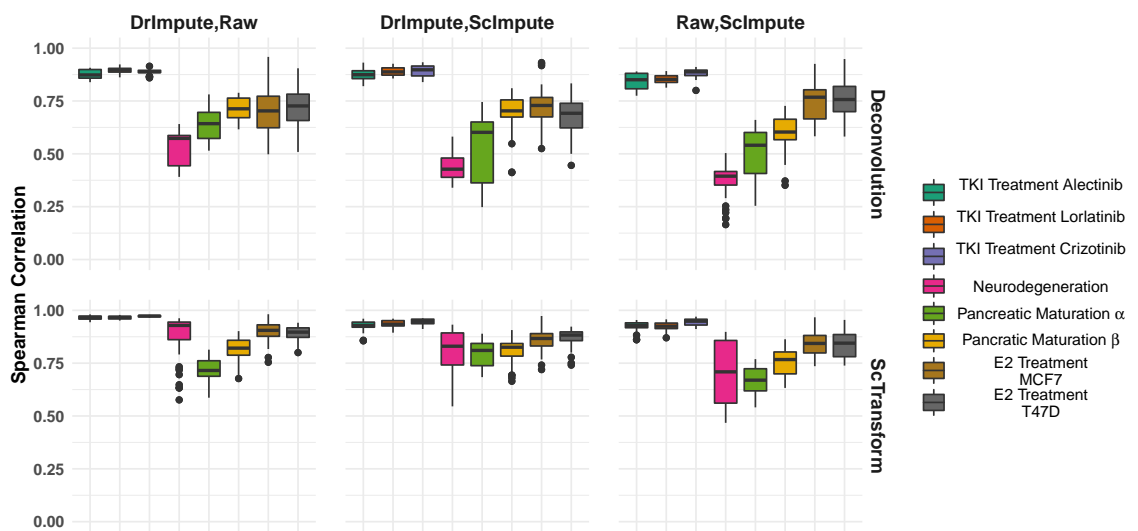 DrImpute,Raw
DrImpute,ScImpute
Raw,ScImpute
1.00
0.75
0.50
0.25
0.00
Deconvolution
1.00
0.75
0.50
0.25
0.00
ScTransform
Spearman Correlation
TKI Treatment Alectinib
TKI Treatment Lorlatinib
TKI Treatment Crizotinib
Neurodegeneration
Pancreatic Maturation α
Pancratic Maturation β
E2 Treatment
MCF7
E2 Treatment
T47D